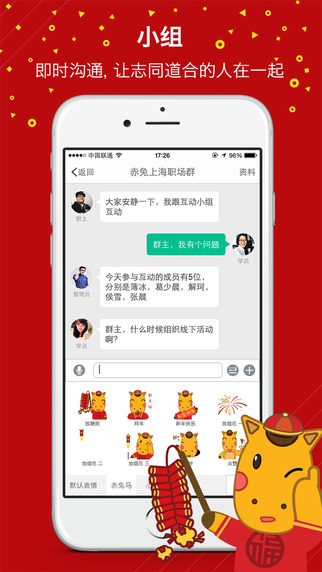 小组
即时沟通，让志同道合的人在一起
中国联通 17:26 96%
返回 赤兔上海职场群 资料
大家安静一下，我跟互动小组
互动
群主
群主，我有个问题
学员
今天参与互动的成员有5位，
分别是薄冰，葛少晨，解珂，
侯雪，张晨
管理员
群主，什么时候组织线下活动
啊？
学员
放鞭炮 拜年 新年快乐 放烟花 一
放烟花 二 放烟花 三 点赞
默认表情 赤兔马
福